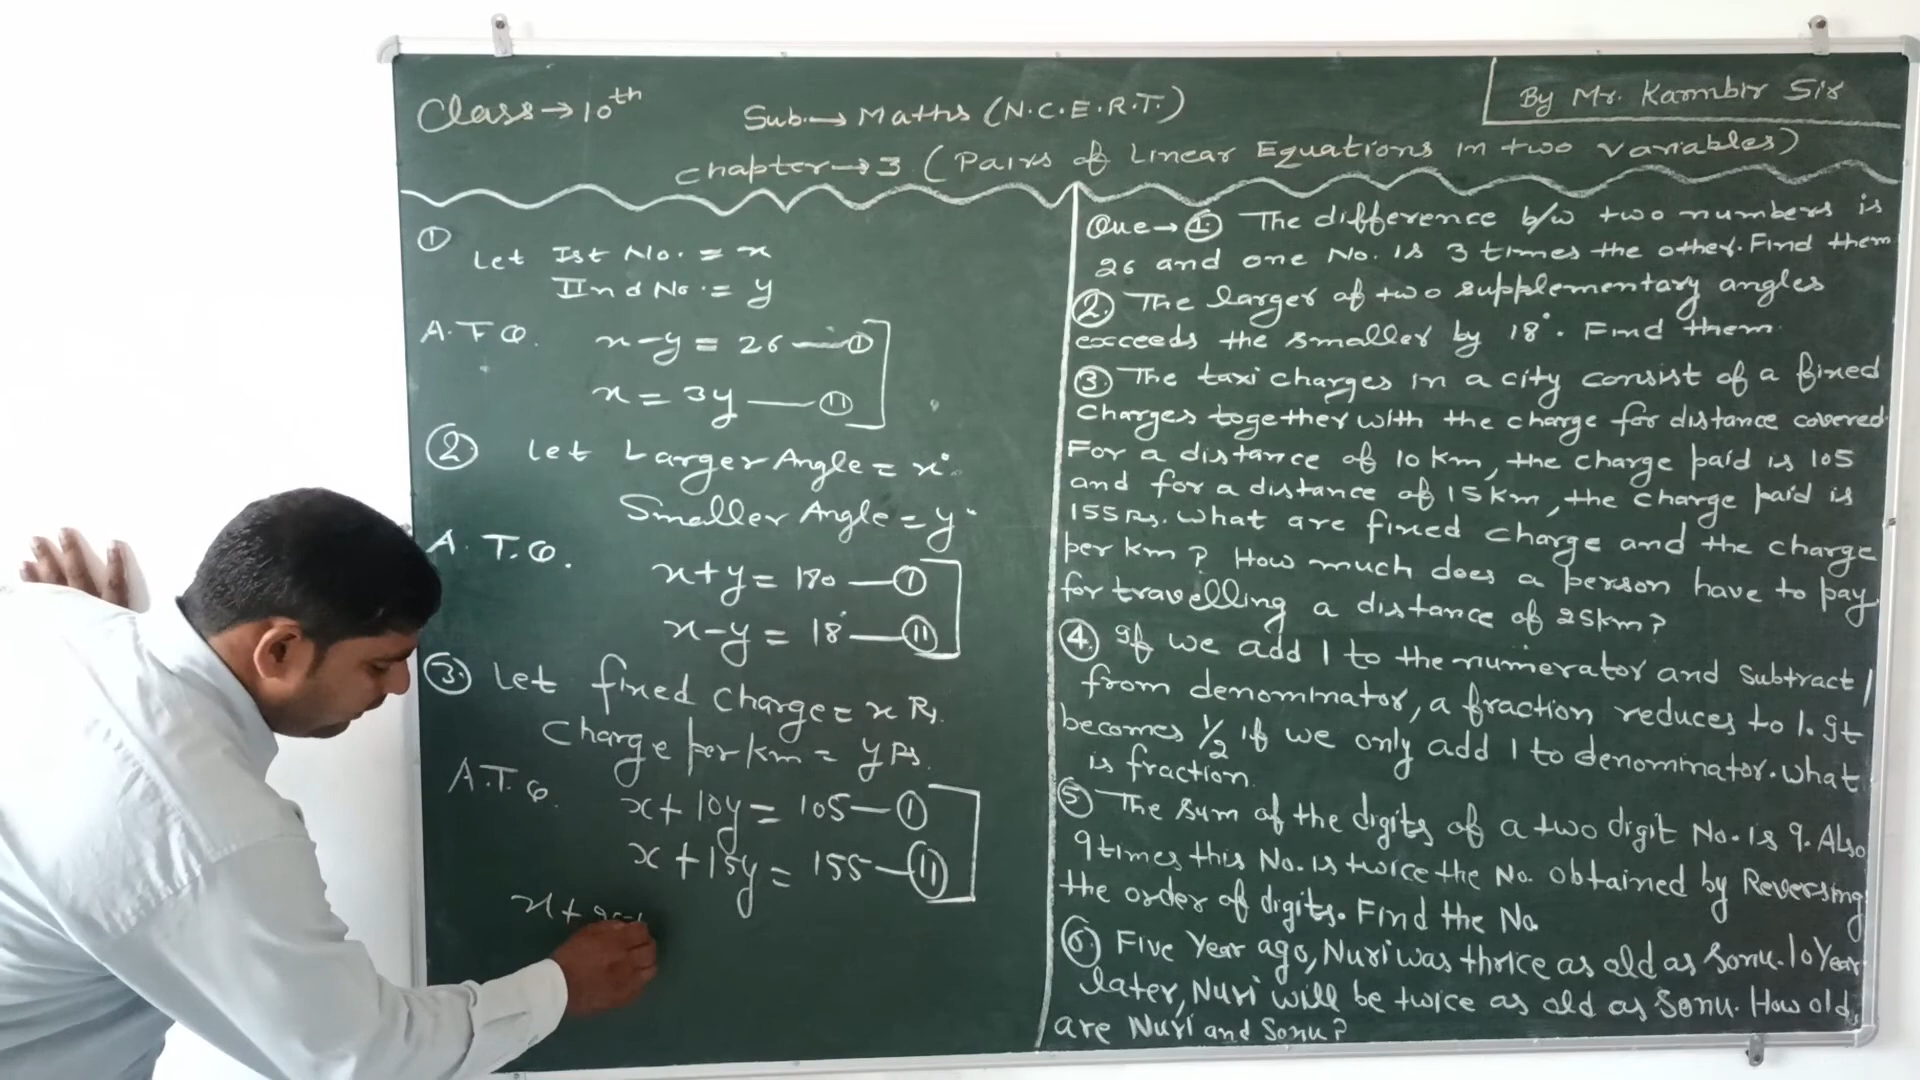 Class→10th
Sub.→ Maths (N.C.E.R.T.)
By Mr. Karmbir Sir
Chapter→3 (Pairs of Linear Equations in two variables)
① Let Ist No. = x
IInd No. = y
A.T.Q. x-y = 26 —①
x = 3y —⑪
② Let Larger Angle = x°
Smaller Angle = y°
A.T.Q. x+y = 180 —①
x-y = 18° —⑪
③ Let fixed charge = x Rs.
Charge per km = y Rs.
A.T.Q. x+10y = 105 —①
x+15y = 155 —⑪
x+
Que→① The difference b/w two numbers is
26 and one No. is 3 times the other. Find them
② The larger of two supplementary angles
exceeds the smaller by 18°. Find them.
③ The taxi charges in a city consist of a fixed
charges together with the charge for distance covered.
For a distance of 10 km, the charge paid is 105
and for a distance of 15 km, the charge paid is
155 Rs. What are fixed charge and the charge
per km? How much does a person have to pay
for travelling a distance of 25 km?
④ If we add 1 to the numerator and subtract 1
from denominator, a fraction reduces to 1. It
becomes 1/2 if we only add 1 to denominator. what
is fraction.
⑤ The sum of the digits of a two digit No. is 9. Also
9 times this No. is twice the No. obtained by Reversing
the order of digits. Find the No.
⑥ Five Year ago, Nuri was thrice as old as Sonu. 10 Year
later, Nuri will be twice as old as Sonu. How old
are Nuri and Sonu?